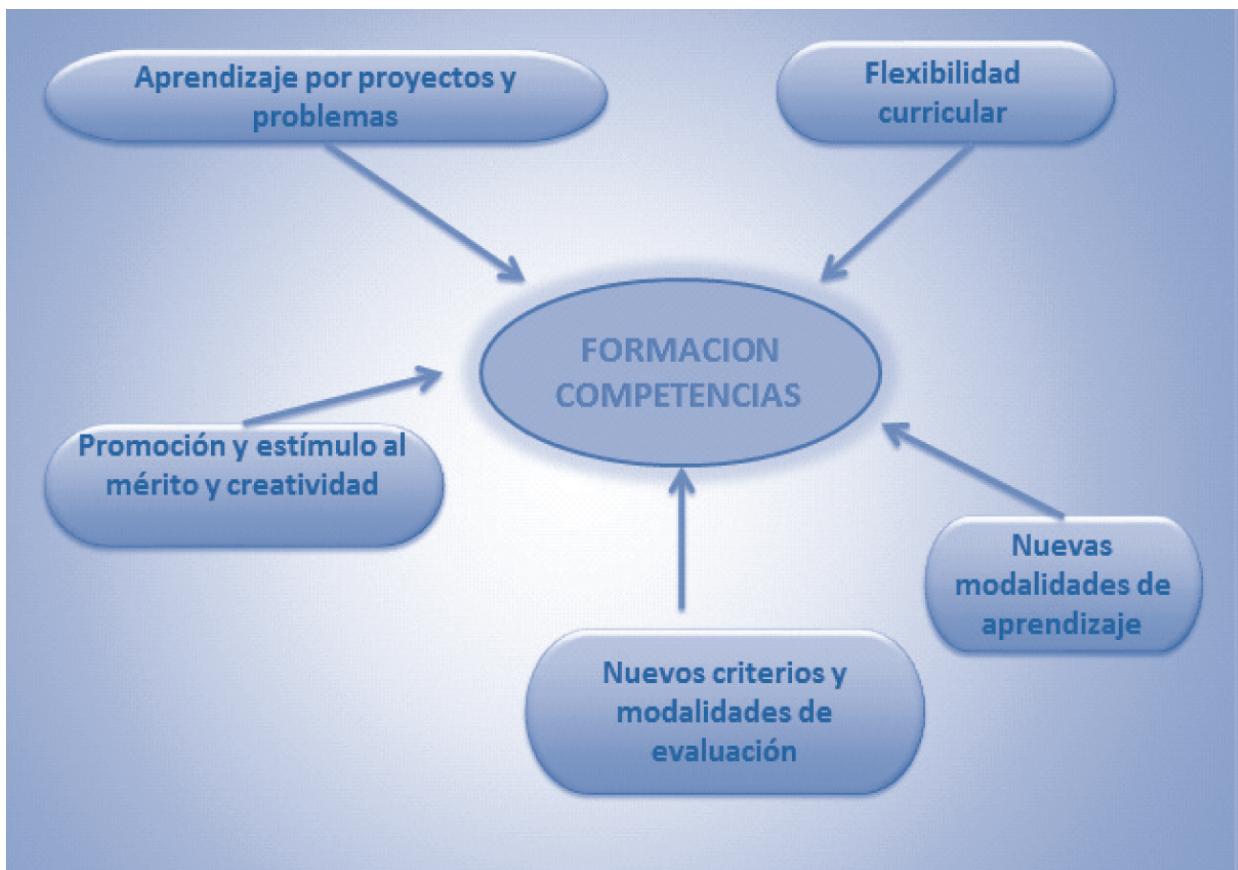 Aprendizaje por proyectos y
problemas
Flexibilidad
curricular
FORMACION
COMPETENCIAS
Promoción y estímulo al
mérito y creatividad
Nuevas
modalidades de
aprendizaje
Nuevos criterios y
modalidades de
evaluación